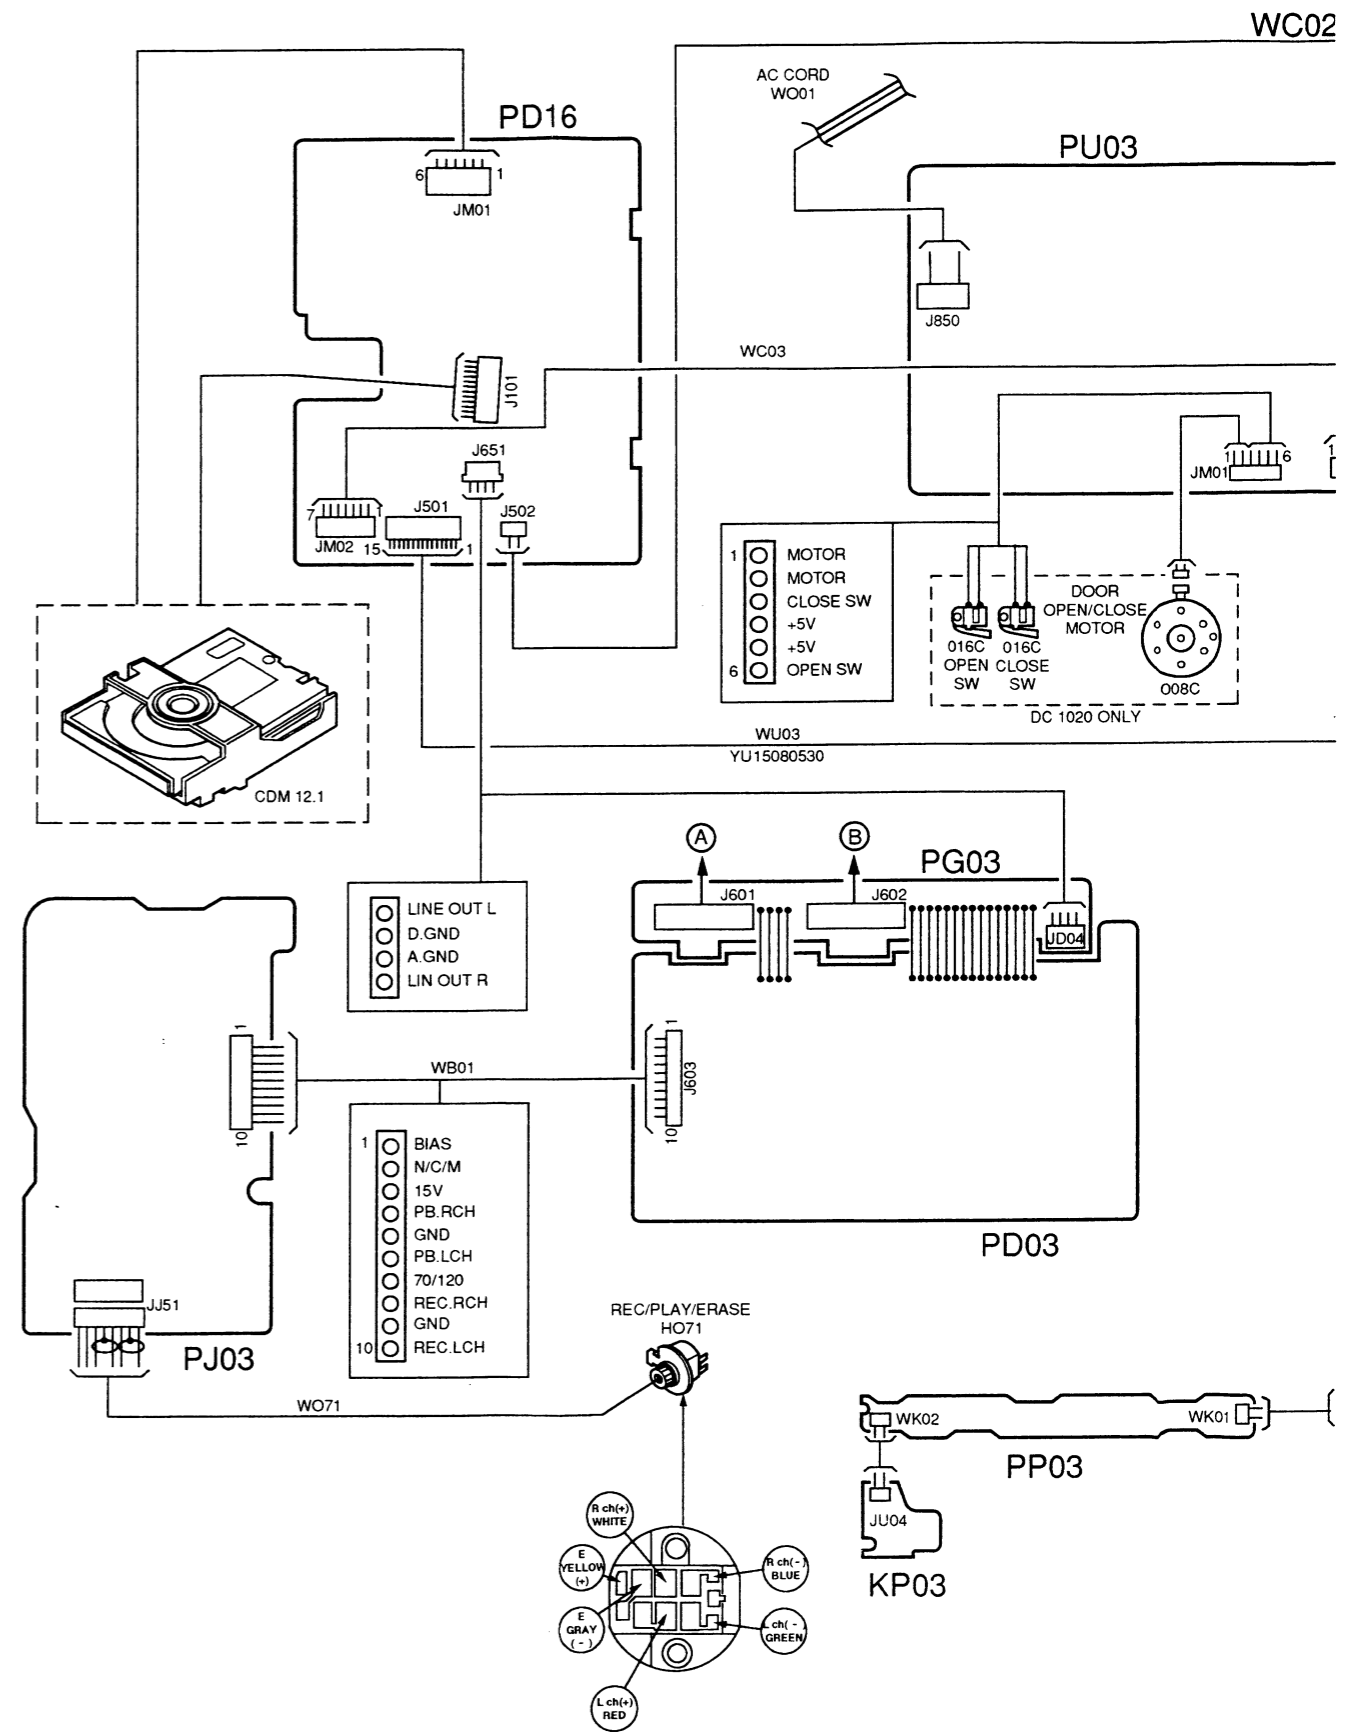 WC02
AC CORD
WO01
PD16
PU03
6
1
JM01
J850
WC03
J101
J651
1
6
JM01
1
7
1
JM02
J501
15
1
J502
1
MOTOR
MOTOR
CLOSE SW
+5V
+5V
6
OPEN SW
DOOR
OPEN/CLOSE
MOTOR
016C
OPEN
SW
016C
CLOSE
SW
O08C
DC 1020 ONLY
WU03
YU15080530
CDM 12.1
A
B
PG03
J601
J602
JD04
LINE OUT L
D.GND
A.GND
LIN OUT R
1
10
WB01
1
J603
10
1
BIAS
N/C/M
15V
PB.RCH
GND
PB.LCH
70/120
REC.RCH
GND
10
REC.LCH
PD03
JJ51
PJ03
REC/PLAY/ERASE
HO71
WO71
WK02
WK01
PP03
JU04
KP03
R ch(+)
WHITE
E
YELLOW
(+)
R ch(-)
BLUE
E
GRAY
(-)
L ch( -
GREEN
L ch(+)
RED